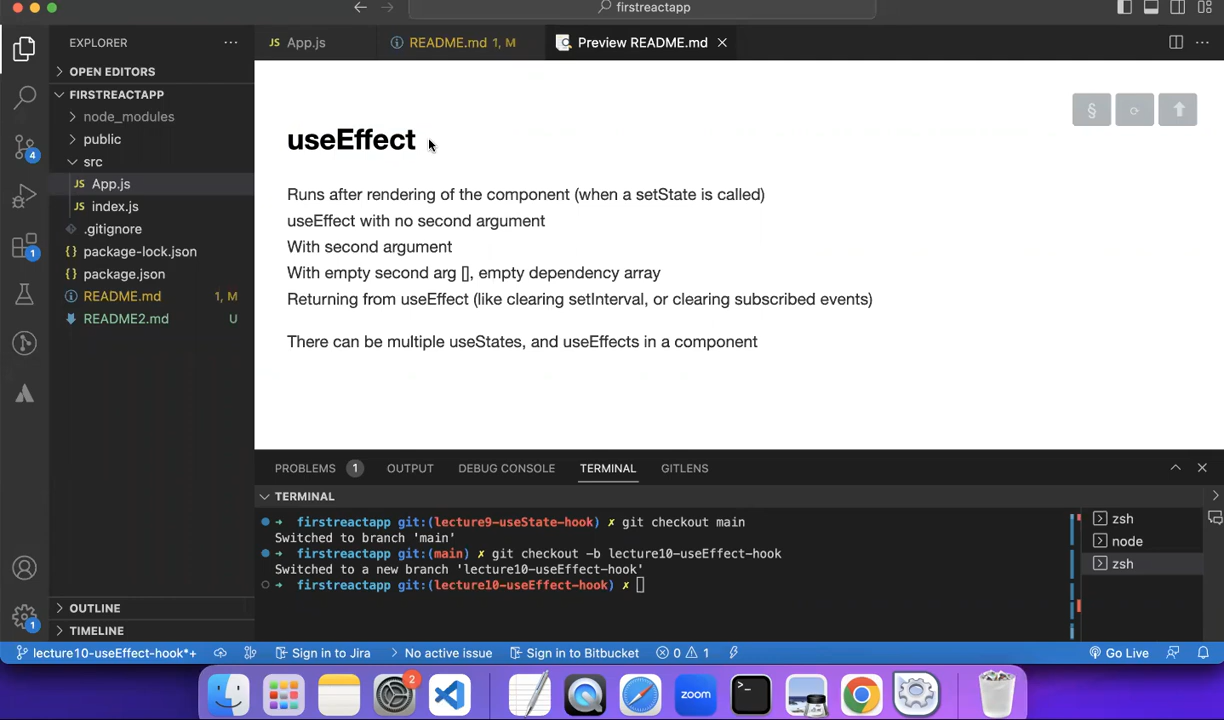 firstreactapp
EXPLORER
JS App.js
README.md 1, M
Preview README.md
OPEN EDITORS
FIRSTREACTAPP
node_modules
public
src
JS App.js
JS index.js
.gitignore
{} package-lock.json
{} package.json
README.md 1, M
README2.md U
4
1
1
OUTLINE
TIMELINE
§
useEffect
Runs after rendering of the component (when a setState is called)
useEffect with no second argument
With second argument
With empty second arg [], empty dependency array
Returning from useEffect (like clearing setInterval, or clearing subscribed events)
There can be multiple useStates, and useEffects in a component
PROBLEMS 1 OUTPUT DEBUG CONSOLE TERMINAL GITLENS
TERMINAL
➜ firstreactapp git:(lecture9-useState-hook) ✗ git checkout main
Switched to branch 'main'
➜ firstreactapp git:(main) ✗ git checkout -b lecture10-useEffect-hook
Switched to a new branch 'lecture10-useEffect-hook'
➜ firstreactapp git:(lecture10-useEffect-hook) ✗
zsh
node
zsh
lecture10-useEffect-hook*+ Sign in to Jira No active issue Sign in to Bitbucket 0 1 Go Live
2
zoom